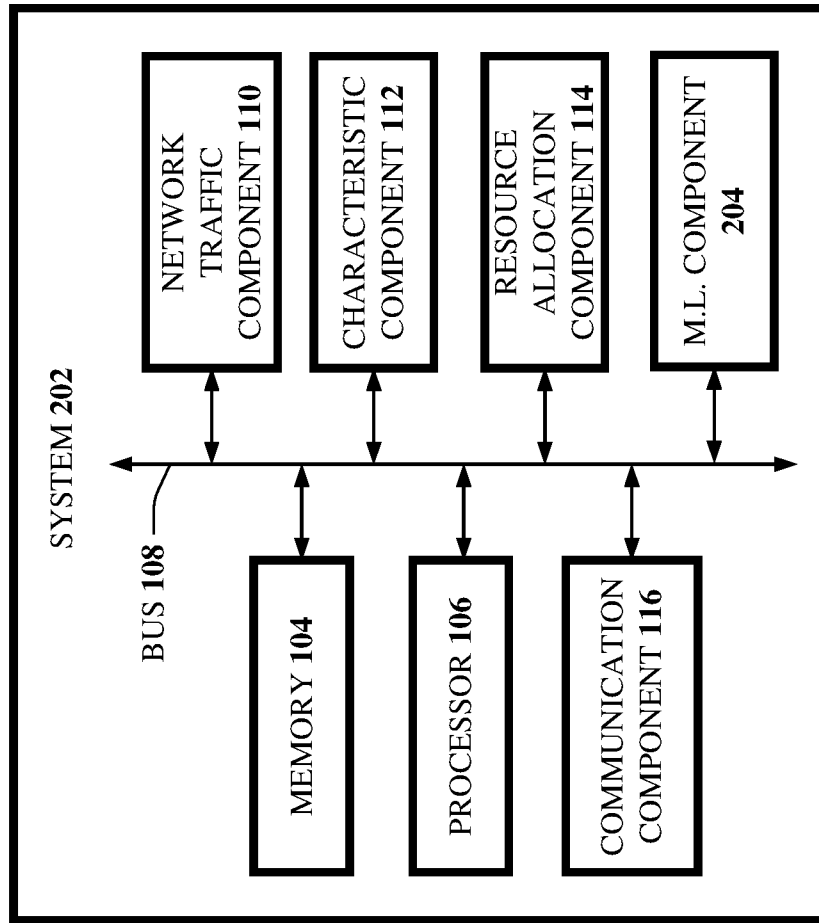 SYSTEM 202
BUS 108
NETWORK
TRAFFIC
COMPONENT 110
CHARACTERISTIC
COMPONENT 112
RESOURCE
ALLOCATION
COMPONENT 114
M.L. COMPONENT
204
MEMORY 104
PROCESSOR 106
COMMUNICATION
COMPONENT 116